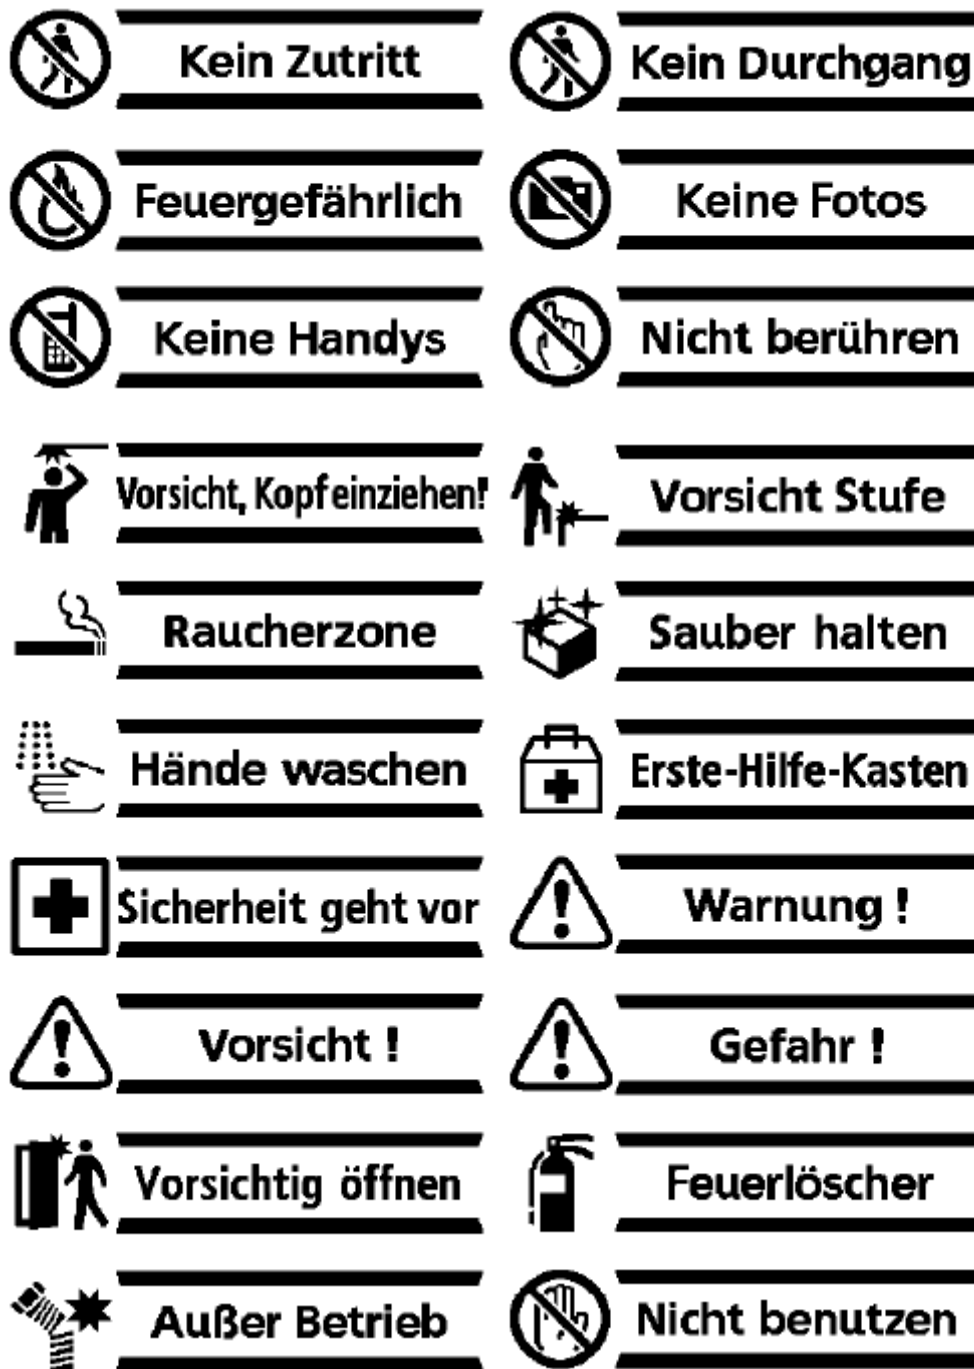 Kein Zutritt
Kein Durchgang
Feuergefährlich
Keine Fotos
Keine Handys
Nicht berühren
Vorsicht, Kopf einziehen!
Vorsicht Stufe
Raucherzone
Sauber halten
Hände waschen
Erste-Hilfe-Kasten
Sicherheit geht vor
Warnung !
Vorsicht !
Gefahr !
Vorsichtig öffnen
Feuerlöscher
Außer Betrieb
Nicht benutzen